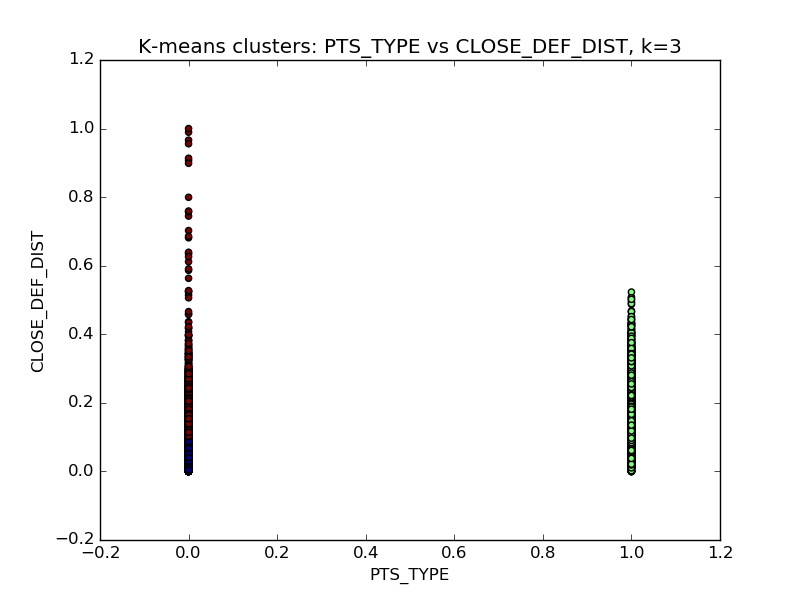 K-means clusters: PTS_TYPE vs CLOSE_DEF_DIST, k=3
1.2
1.0
0.8
0.6
0.4
0.2
0.0
−0.2
CLOSE_DEF_DIST
−0.2 0.0 0.2 0.4 0.6 0.8 1.0 1.2
PTS_TYPE